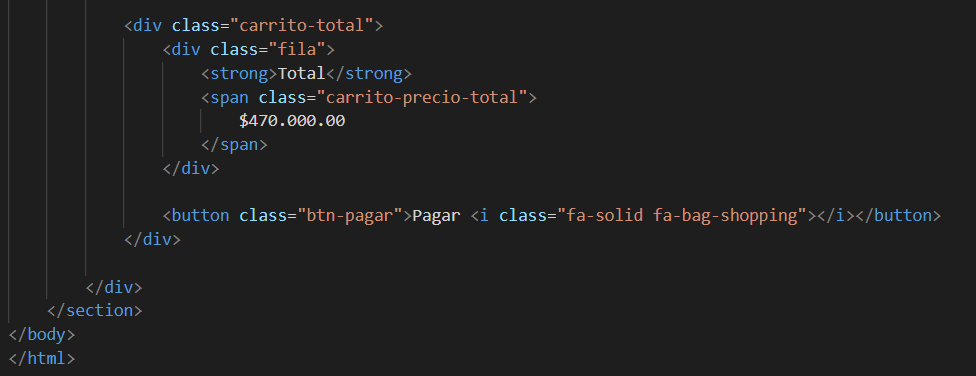 <div class="carrito-total">
<div class="fila">
<strong>Total</strong>
<span class="carrito-precio-total">
$470.000.00
</span>
</div>
<button class="btn-pagar">Pagar <i class="fa-solid fa-bag-shopping"></i></button>
</div>
</div>
</section>
</body>
</html>